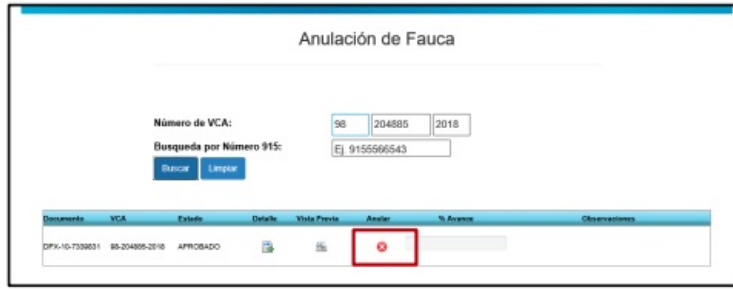 Anulación de Fauca
Número de VCA: 98 204885 2018
Busqueda por Número 915: Ej. 9155566543
Buscar Limpiar
Documento VCA Estado Detalle Vista Previa Anular % Avance Observaciones
DPX-10-7339831 98-204885-2018 APROBADO